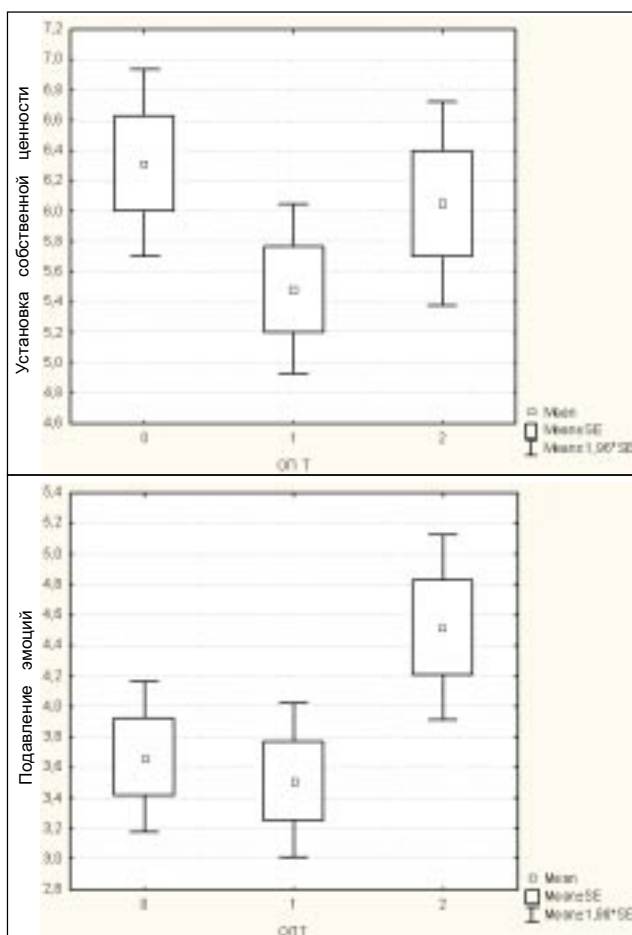 Установка собственной ценности
7,2
7,0
6,8
6,6
6,4
6,2
6,0
5,8
5,6
5,4
5,2
5,0
4,8
4,6
0 1 2
ОПТ
Mean
Mean±SE
Mean±1,96*SE
Подавление эмоций
5,4
5,2
5,0
4,8
4,6
4,4
4,2
4,0
3,8
3,6
3,4
3,2
3,0
2,8
0 1 2
ОПТ
Mean
Mean±SE
Mean±1,96*SE